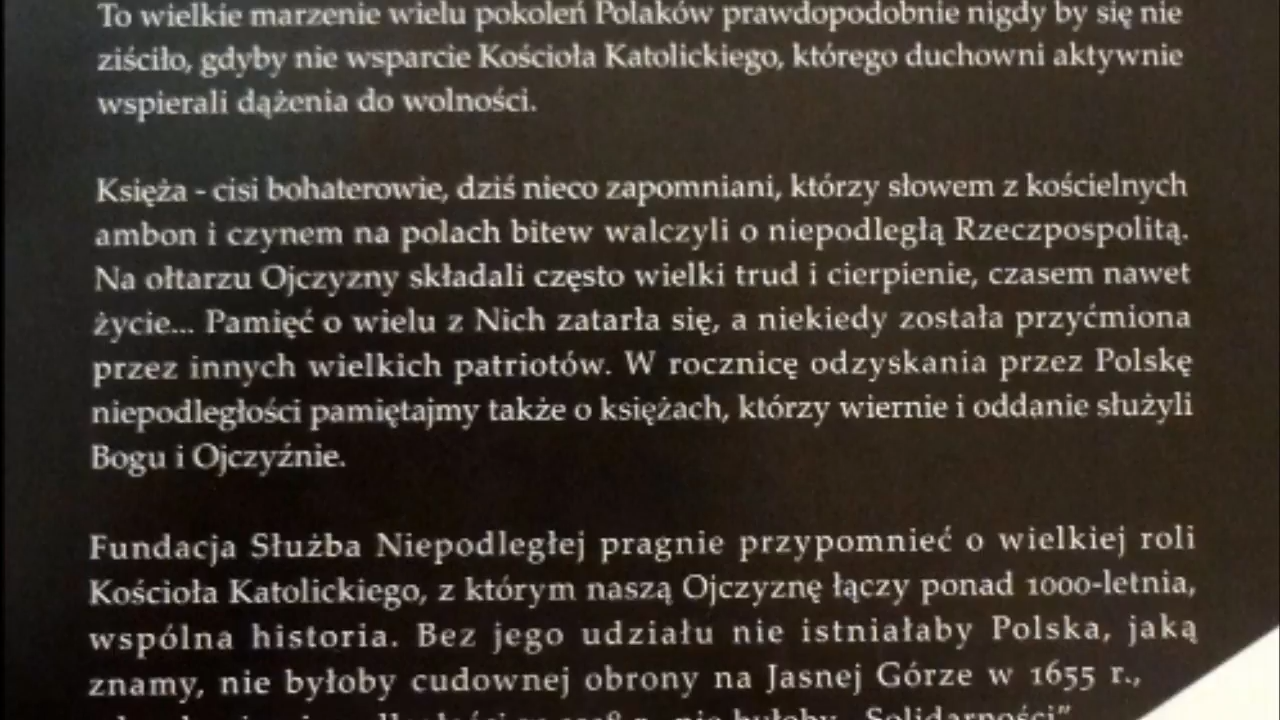 To wielkie marzenie wielu pokoleń Polaków prawdopodobnie nigdy by się nie
ziściło, gdyby nie wsparcie Kościoła Katolickiego, którego duchowni aktywnie
wspierali dążenia do wolności.
Księża - cisi bohaterowie, dziś nieco zapomniani, którzy słowem z kościelnych
ambon i czynem na polach bitew walczyli o niepodległą Rzeczpospolitą.
Na ołtarzu Ojczyzny składali często wielki trud i cierpienie, czasem nawet
życie... Pamięć o wielu z Nich zatarła się, a niekiedy została przyćmiona
przez innych wielkich patriotów. W rocznicę odzyskania przez Polskę
niepodległości pamiętajmy także o księżach, którzy wiernie i oddanie służyli
Bogu i Ojczyźnie.
Fundacja Służba Niepodległej pragnie przypomnieć o wielkiej roli
Kościoła Katolickiego, z którym naszą Ojczyznę łączy ponad 1000-letnia,
wspólna historia. Bez jego udziału nie istniałaby Polska, jaką
znamy, nie byłoby cudownej obrony na Jasnej Górze w 1655 r.,
nie byłoby „Solidarności”